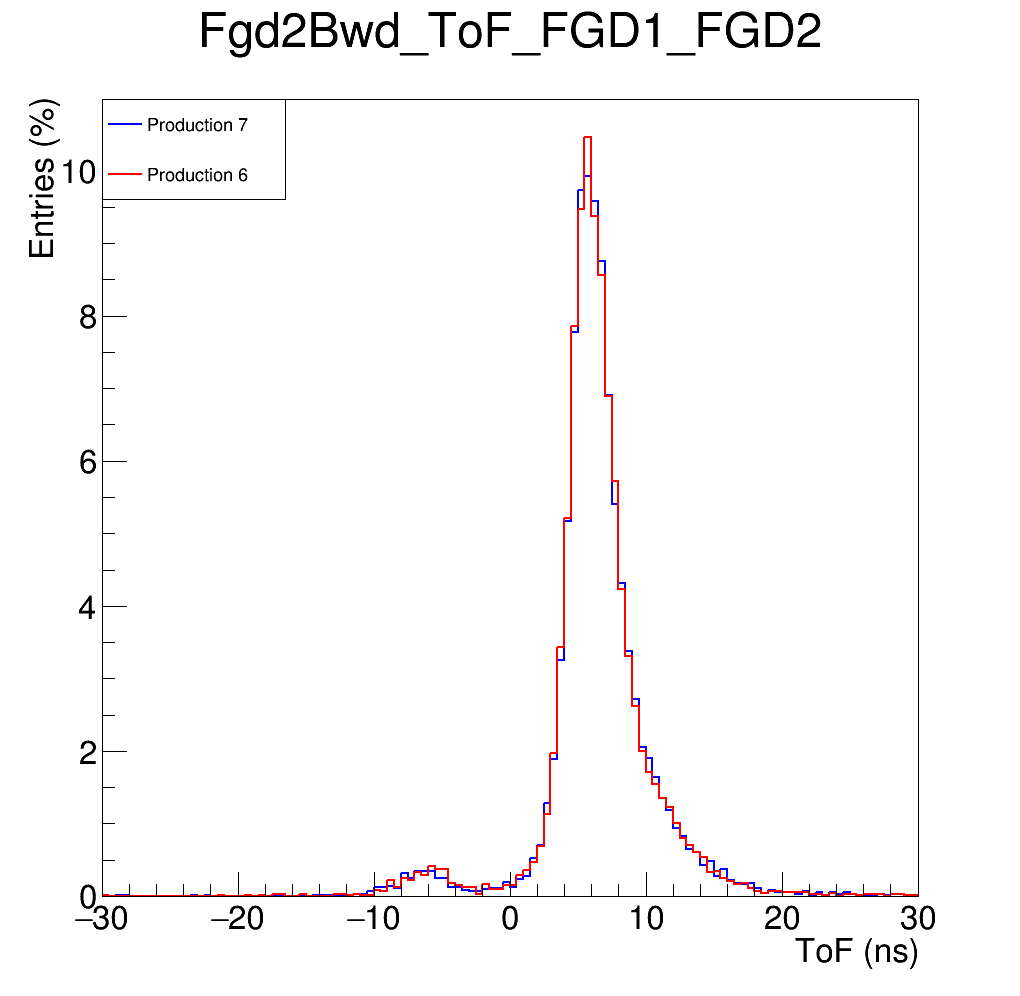 Fgd2Bwd_ToF_FGD1_FGD2
Entries (%)
Production 7
Production 6
10
8
6
4
2
0
−30 −20 −10 0 10 20 30
ToF (ns)